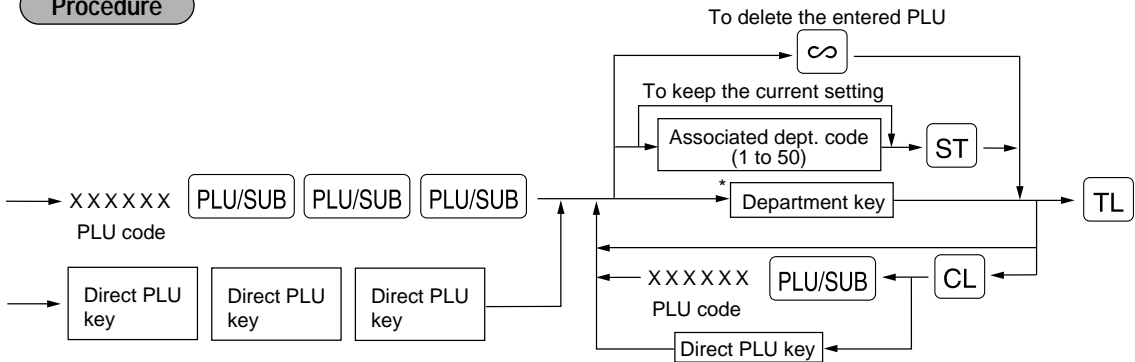 Procedure
To delete the entered PLU
∞
To keep the current setting
Associated dept. code
(1 to 50)
ST
XXXXXX PLU/SUB PLU/SUB PLU/SUB
PLU code
* Department key
TL
Direct PLU
key
Direct PLU
key
Direct PLU
key
XXXXXX PLU/SUB CL
PLU code
Direct PLU key